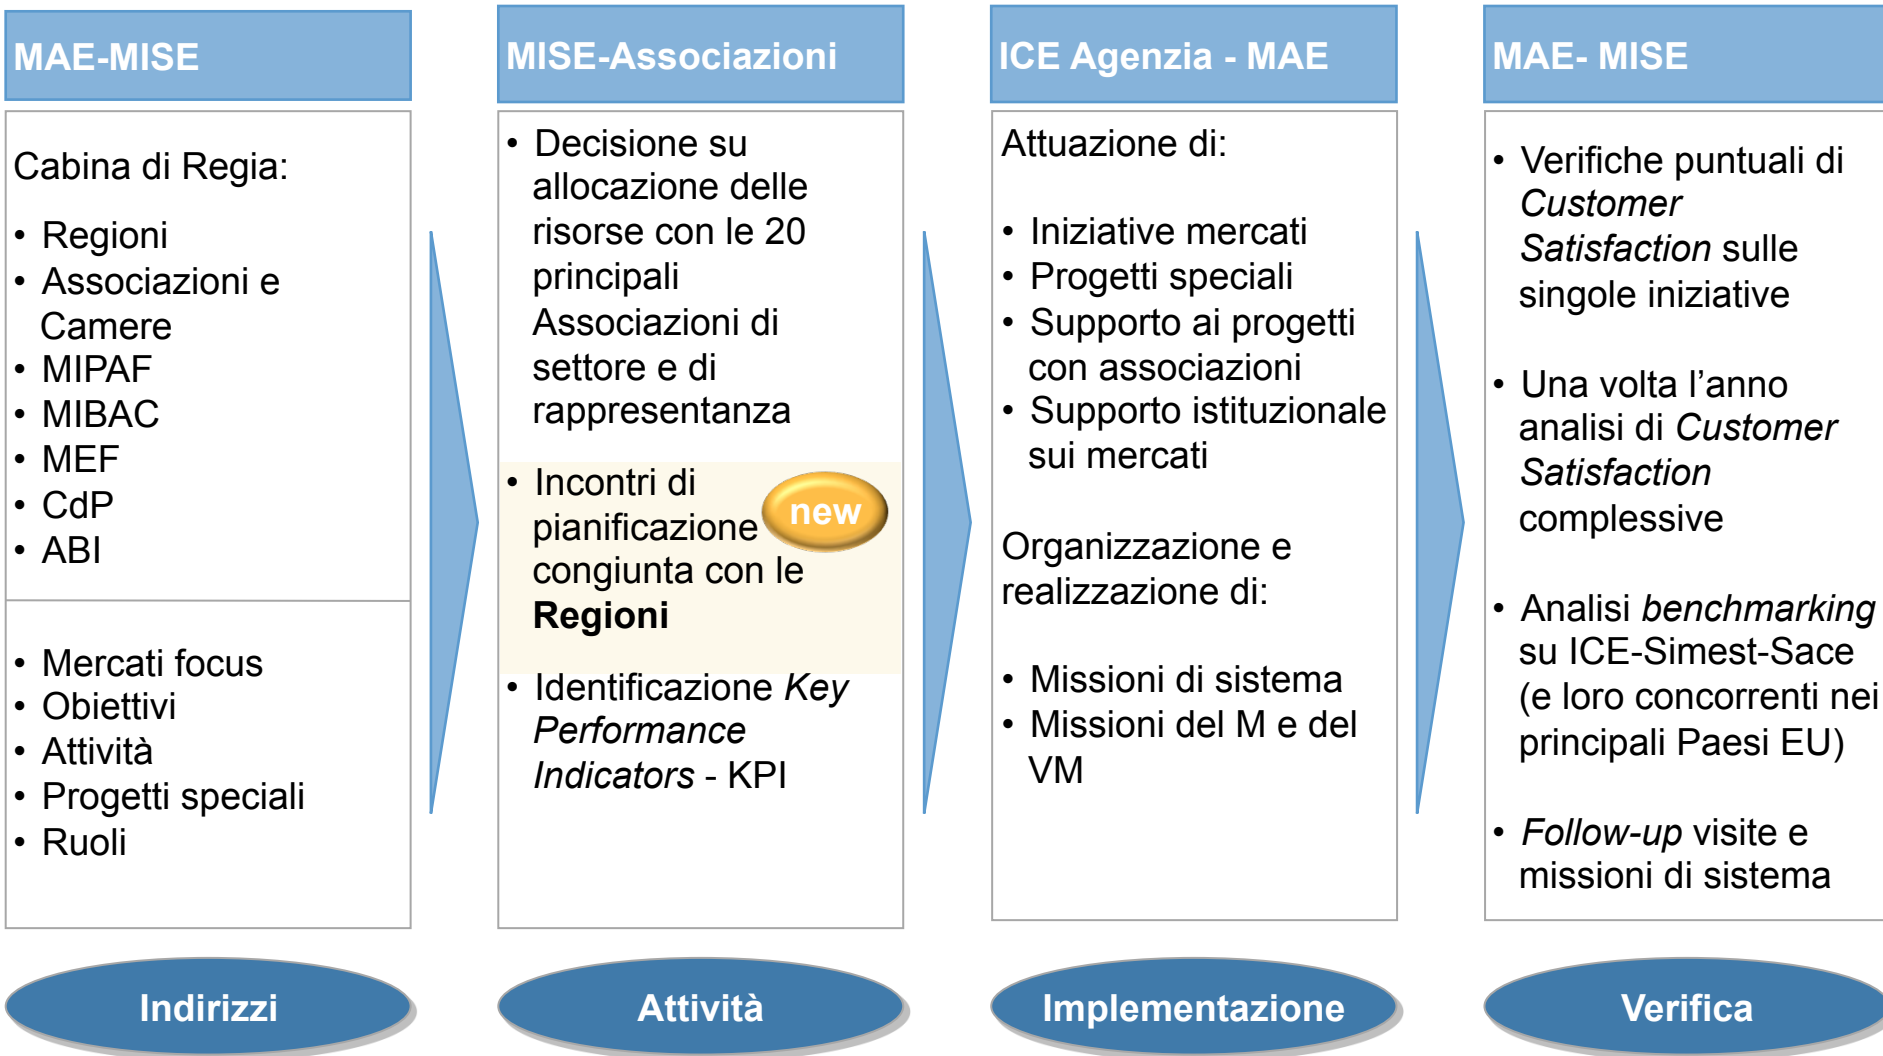 MAE-MISE
Cabina di Regia:
• Regioni
• Associazioni e
Camere
• MIPAF
• MIBAC
• MEF
• CdP
• ABI
• Mercati focus
• Obiettivi
• Attività
• Progetti speciali
• Ruoli
Indirizzi
MISE-Associazioni
• Decisione su
allocazione delle
risorse con le 20
principali
Associazioni di
settore e di
rappresentanza
• Incontri di
pianificazione
congiunta con le
Regioni
new
• Identificazione Key
Performance
Indicators - KPI
Attività
ICE Agenzia - MAE
Attuazione di:
• Iniziative mercati
• Progetti speciali
• Supporto ai progetti
con associazioni
• Supporto istituzionale
sui mercati
Organizzazione e
realizzazione di:
• Missioni di sistema
• Missioni del M e del
VM
Implementazione
MAE- MISE
• Verifiche puntuali di
Customer
Satisfaction sulle
singole iniziative
• Una volta l’anno
analisi di Customer
Satisfaction
complessive
• Analisi benchmarking
su ICE-Simest-Sace
(e loro concorrenti nei
principali Paesi EU)
• Follow-up visite e
missioni di sistema
Verifica